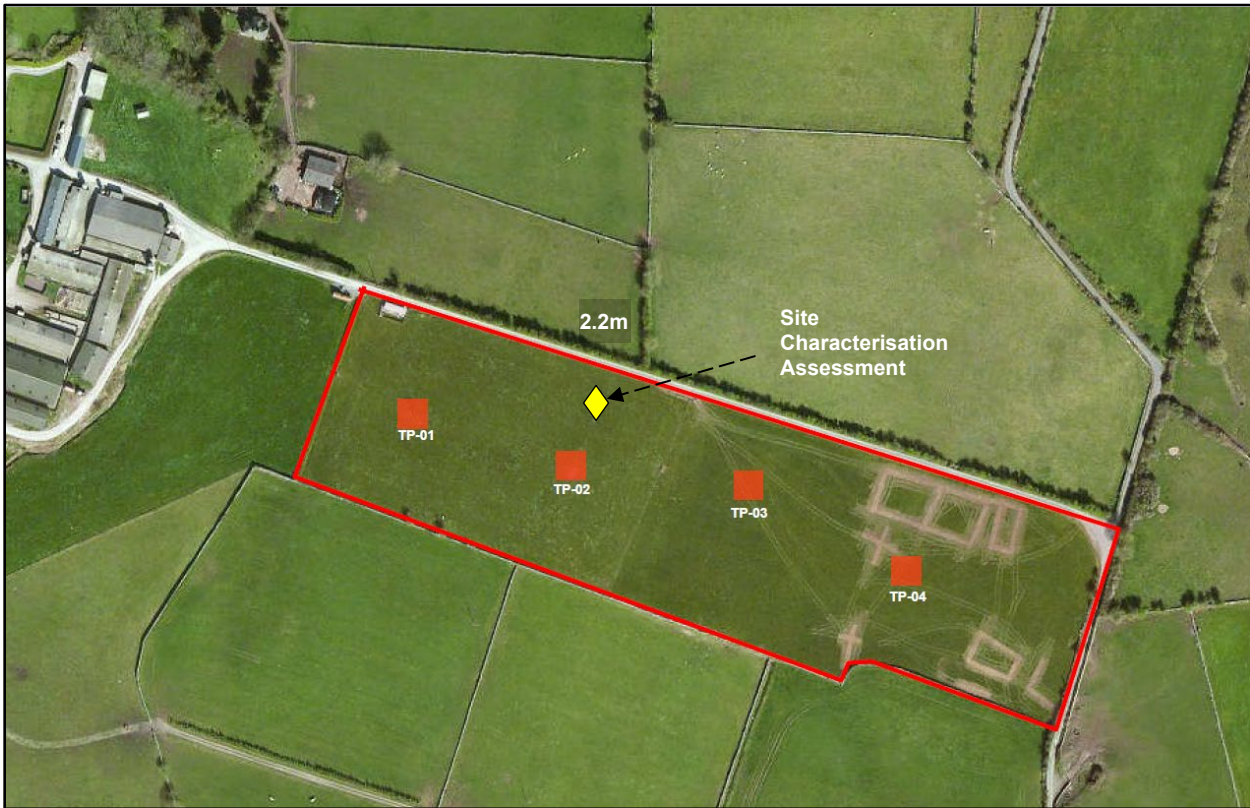 2.2m
Site
Characterisation
Assessment
TP-01
TP-02
TP-03
TP-04